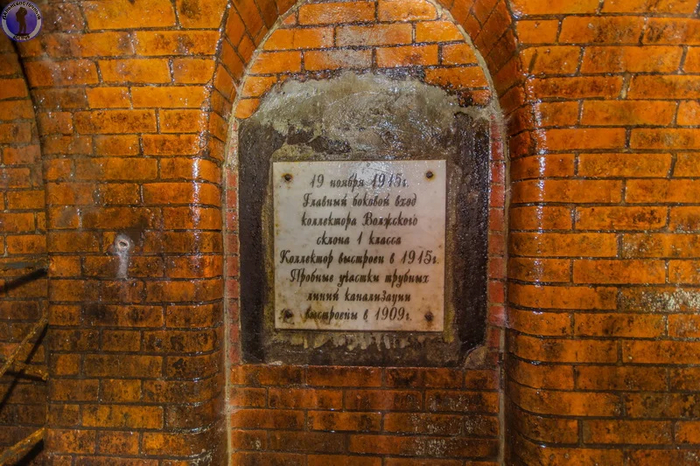 19 ноября 1915г.
Главный боковой вход
коллектора Волжского
склона 1 класса
Коллектор выстроен в 1915г.
Пробные участки трубных
линий канализации
выстроены в 1909г.